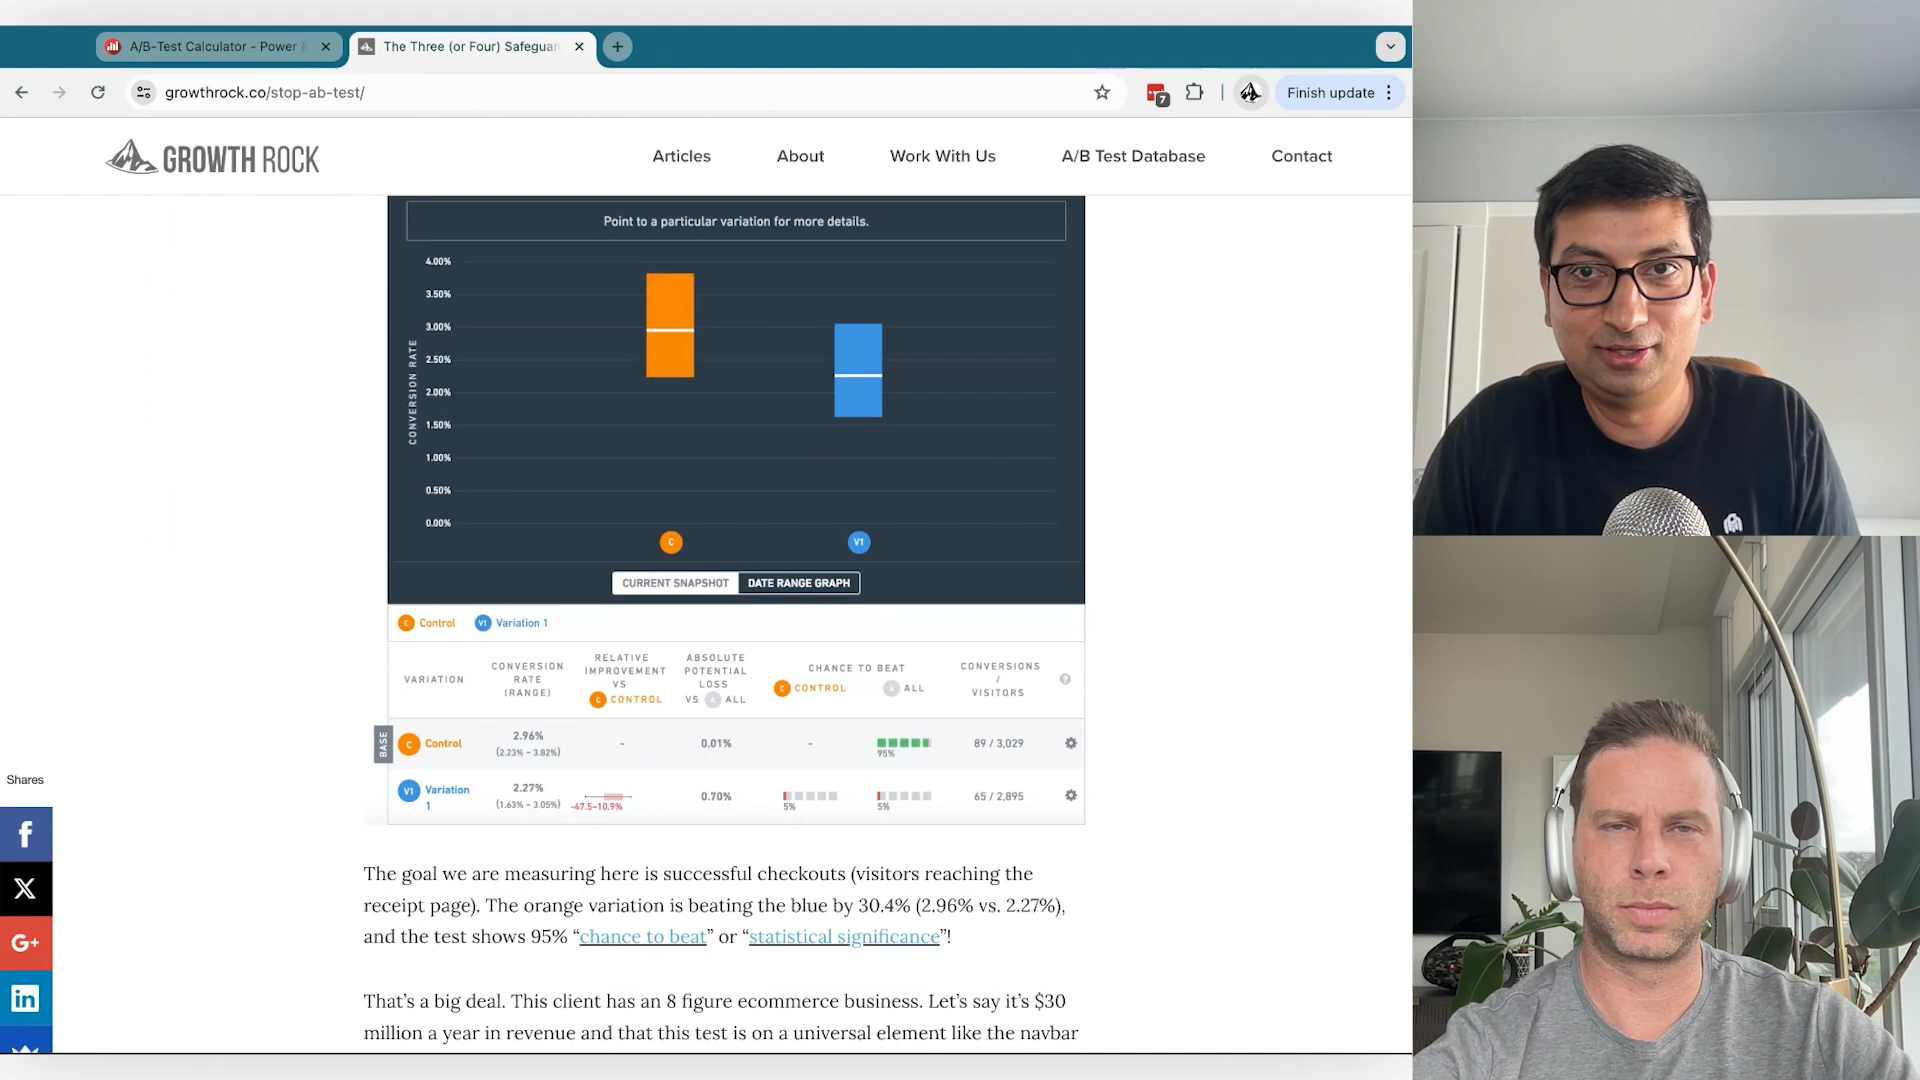 A/B-Test Calculator - Power &
The Three (or Four) Safeguar
growthrock.co/stop-ab-test/
7
Finish update
GROWTH ROCK
Articles
About
Work With Us
A/B Test Database
Contact
Point to a particular variation for more details.
CONVERSION RATE
4.00%
3.50%
3.00%
2.50%
2.00%
1.50%
1.00%
0.50%
0.00%
C
V1
CURRENT SNAPSHOT
DATE RANGE GRAPH
C Control
V1 Variation 1
VARIATION
CONVERSION
RATE
(RANGE)
RELATIVE
IMPROVEMENT
VS
C CONTROL
ABSOLUTE
POTENTIAL
LOSS
VS A ALL
CHANCE TO BEAT
C CONTROL
A ALL
CONVERSIONS
/
VISITORS
?
BASE
C Control
2.96%
(2.23% - 3.82%)
-
0.01%
-
95%
89 / 3,029
V1 Variation
1
2.27%
(1.63% - 3.05%)
-47.5–10.9%
0.70%
5%
5%
65 / 2,895
Shares
f
X
G+
in
The goal we are measuring here is successful checkouts (visitors reaching the
receipt page). The orange variation is beating the blue by 30.4% (2.96% vs. 2.27%),
and the test shows 95% “chance to beat” or “statistical significance”!
That’s a big deal. This client has an 8 figure ecommerce business. Let’s say it’s $30
million a year in revenue and that this test is on a universal element like the navbar